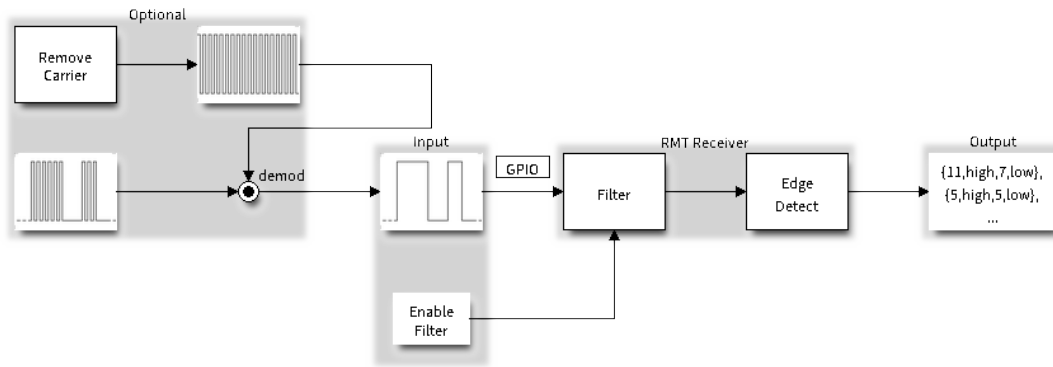 Optional
Remove
Carrier
demod
Input
GPIO
Enable
Filter
RMT Receiver
Filter
Edge
Detect
Output
{11,high,7,low},
{5,high,5,low},
...